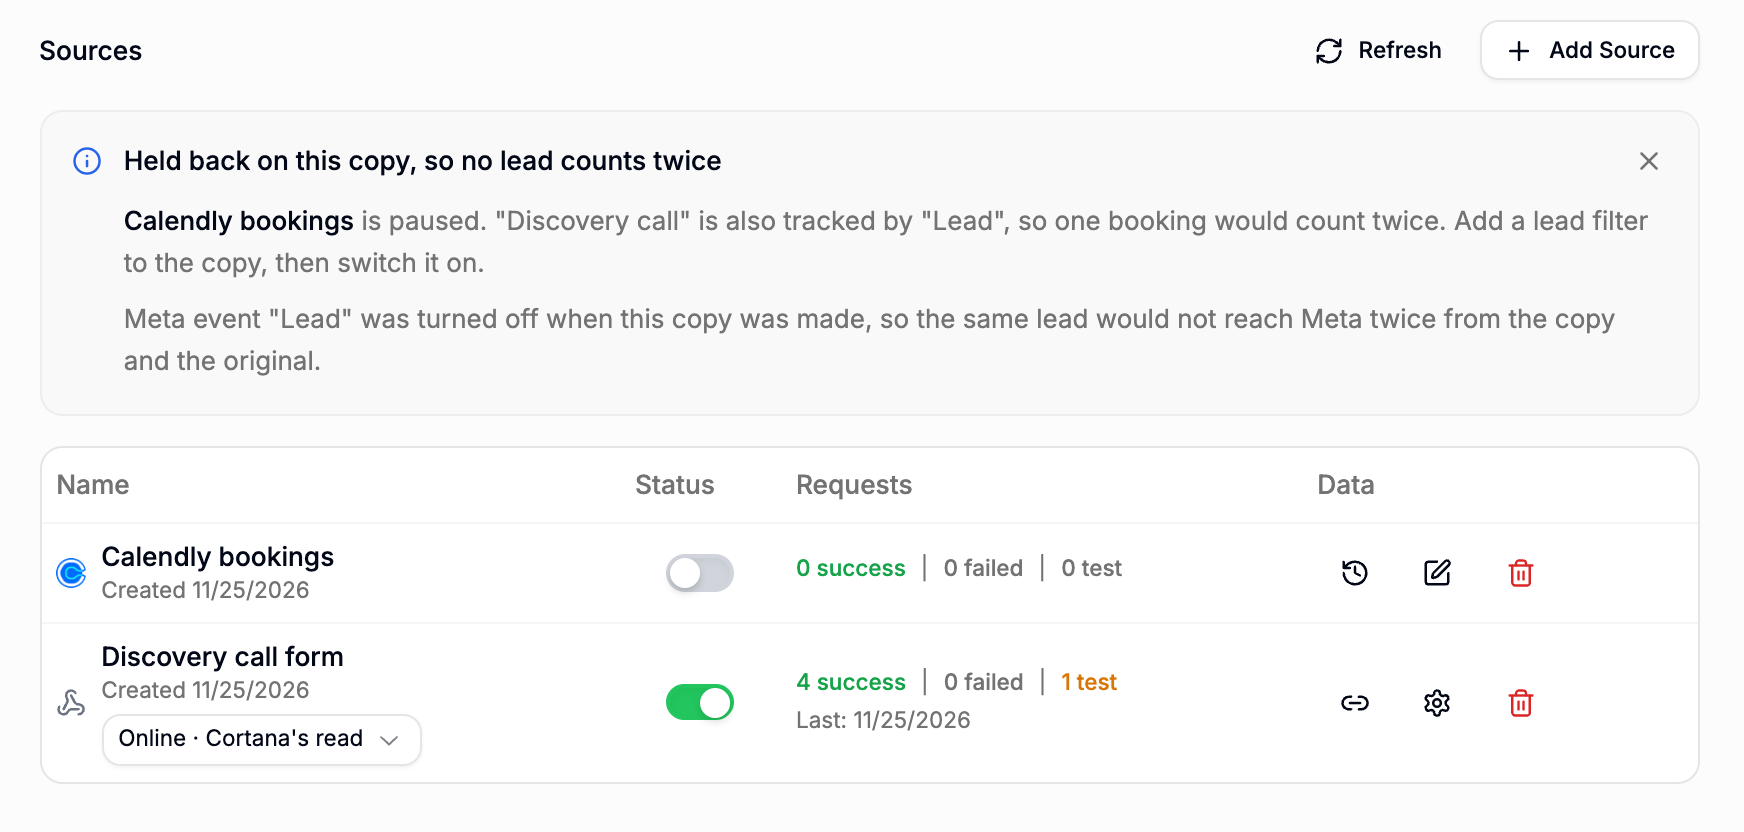 Sources
Refresh
Add Source
Held back on this copy, so no lead counts twice
Calendly bookings is paused. "Discovery call" is also tracked by "Lead", so one booking would count twice. Add a lead filter
to the copy, then switch it on.
Meta event "Lead" was turned off when this copy was made, so the same lead would not reach Meta twice from the copy
and the original.
Name Status Requests Data
Calendly bookings
Created 11/25/2026
0 success | 0 failed | 0 test
Discovery call form
Created 11/25/2026
Online · Cortana's read
4 success | 0 failed | 1 test
Last: 11/25/2026